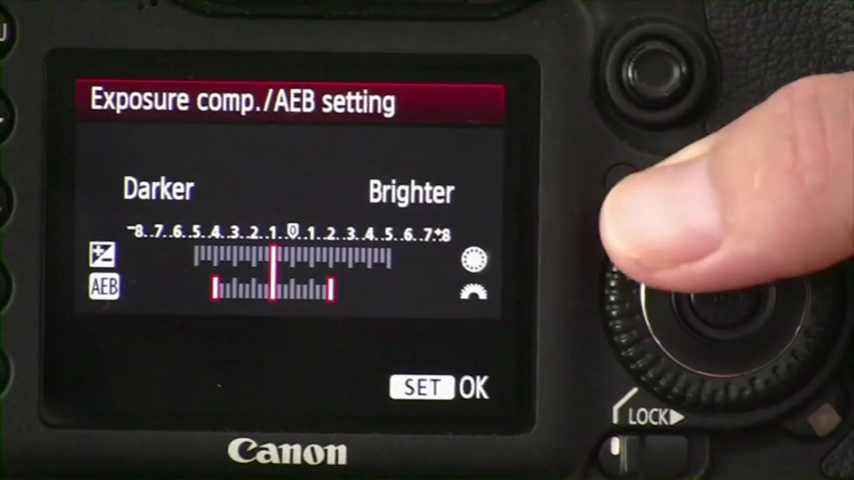 Exposure comp./AEB setting
Darker Brighter
-8..7..6..5..4..3..2..1..0..1..2..3..4..5..6..7.+8
AEB
SET OK
LOCK▶
Canon